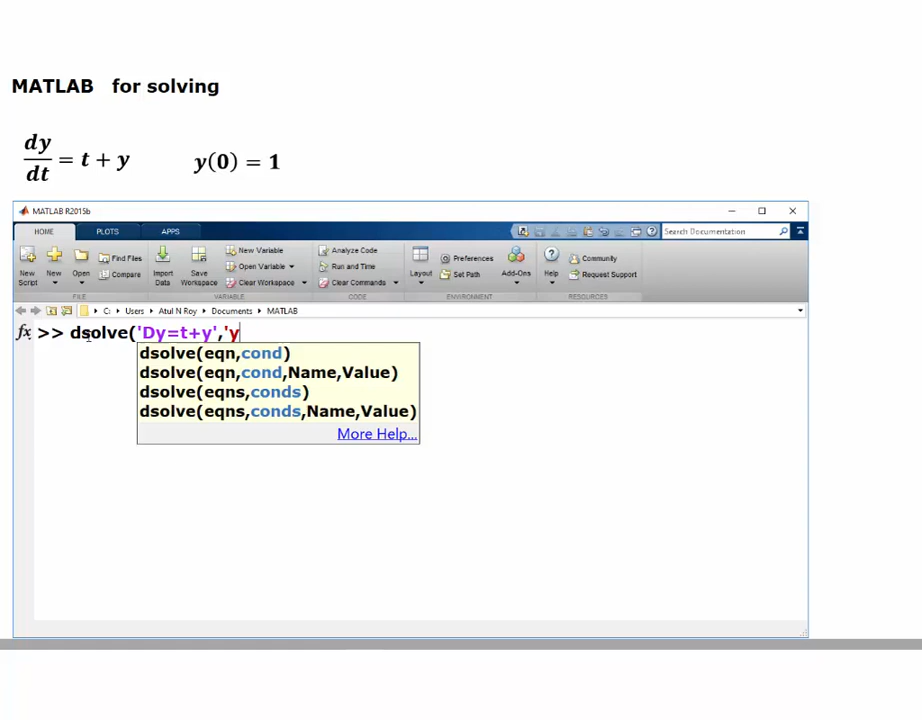 MATLAB for solving
dy/dt = t + y y(0) = 1
MATLAB R2015b
HOME PLOTS APPS Search Documentation
New Script New Open Find Files Compare Import Data Save Workspace New Variable Open Variable Clear Workspace Analyze Code Run and Time Clear Commands Layout Preferences Set Path Add-Ons Help Community Request Support
FILE VARIABLE CODE ENVIRONMENT RESOURCES
C: Users Atul N Roy Documents MATLAB
fx >> dsolve('Dy=t+y','y
dsolve(eqn,cond)
dsolve(eqn,cond,Name,Value)
dsolve(eqns,conds)
dsolve(eqns,conds,Name,Value)
More Help...